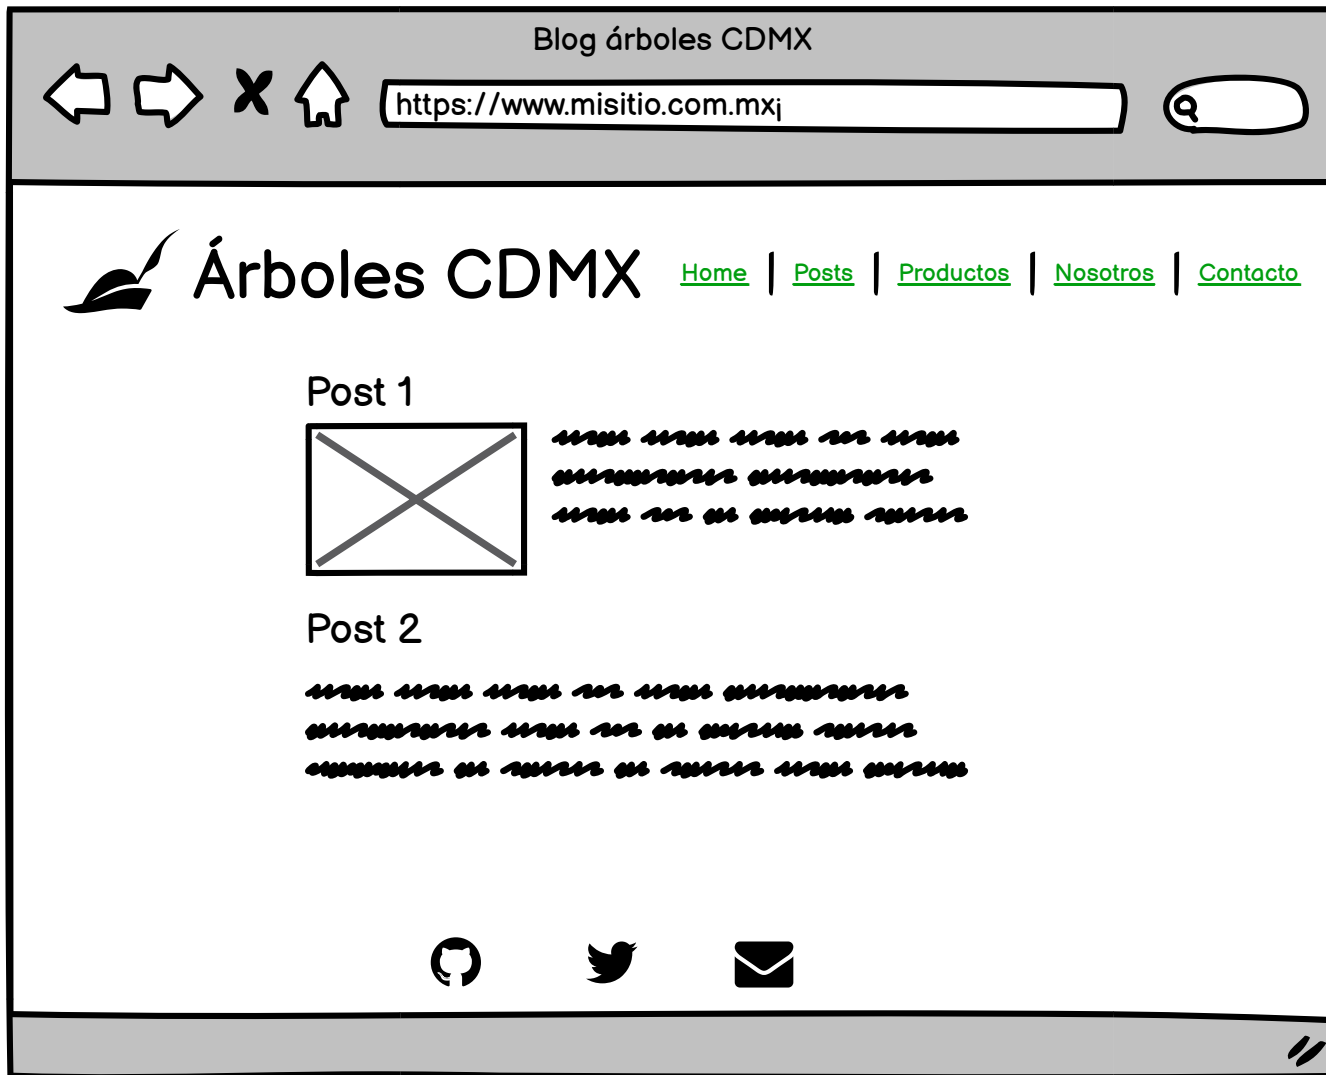 Blog árboles CDMX
https://www.misitio.com.mx¡
Árboles CDMX
Home | Posts | Productos | Nosotros | Contacto
Post 1
Post 2